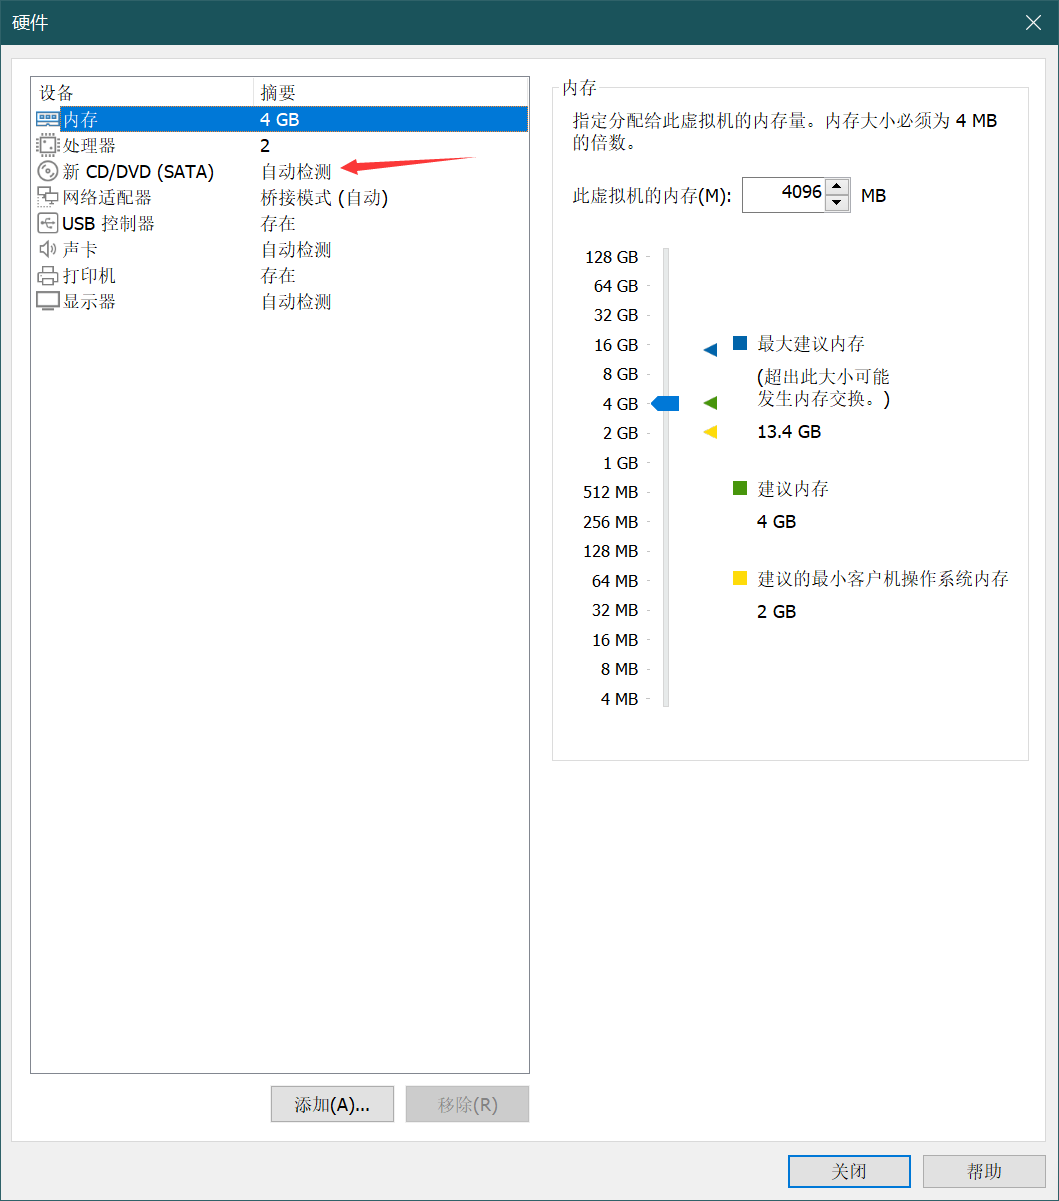 硬件
设备 摘要
内存 4 GB
处理器 2
新 CD/DVD (SATA) 自动检测
网络适配器 桥接模式 (自动)
USB 控制器 存在
声卡 自动检测
打印机 存在
显示器 自动检测
添加(A)... 移除(R)
内存
指定分配给此虚拟机的内存量。内存大小必须为 4 MB
的倍数。
此虚拟机的内存(M): 4096 MB
128 GB
64 GB
32 GB
16 GB
8 GB
4 GB
2 GB
1 GB
512 MB
256 MB
128 MB
64 MB
32 MB
16 MB
8 MB
4 MB
最大建议内存
(超出此大小可能
发生内存交换。)
13.4 GB
建议内存
4 GB
建议的最小客户机操作系统内存
2 GB
关闭 帮助